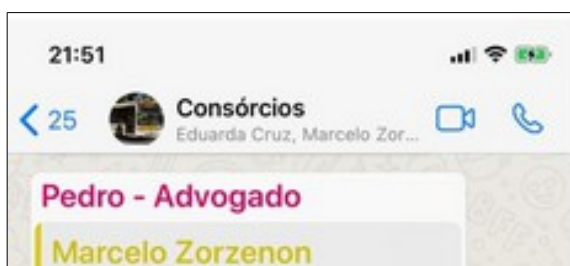 21:51
25
Consórcios
Eduarda Cruz, Marcelo Zor...
Pedro - Advogado
Marcelo Zorzenon